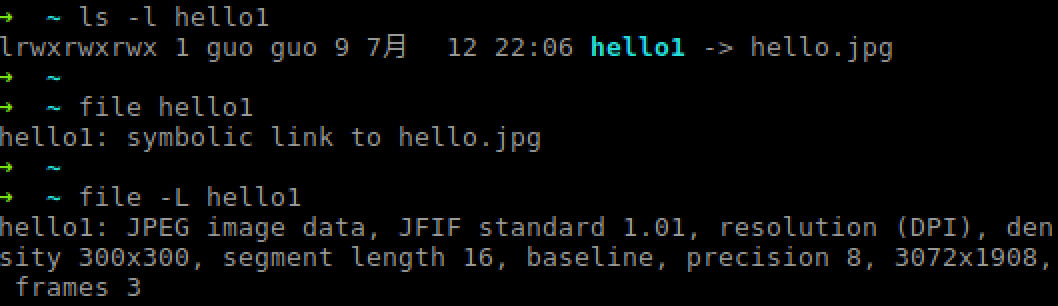 →  ~ ls -l hello1
lrwxrwxrwx 1 guo guo 9 7月  12 22:06 hello1 -> hello.jpg
→  ~
→  ~ file hello1
hello1: symbolic link to hello.jpg
→  ~
→  ~ file -L hello1
hello1: JPEG image data, JFIF standard 1.01, resolution (DPI), den
sity 300x300, segment length 16, baseline, precision 8, 3072x1908,
 frames 3